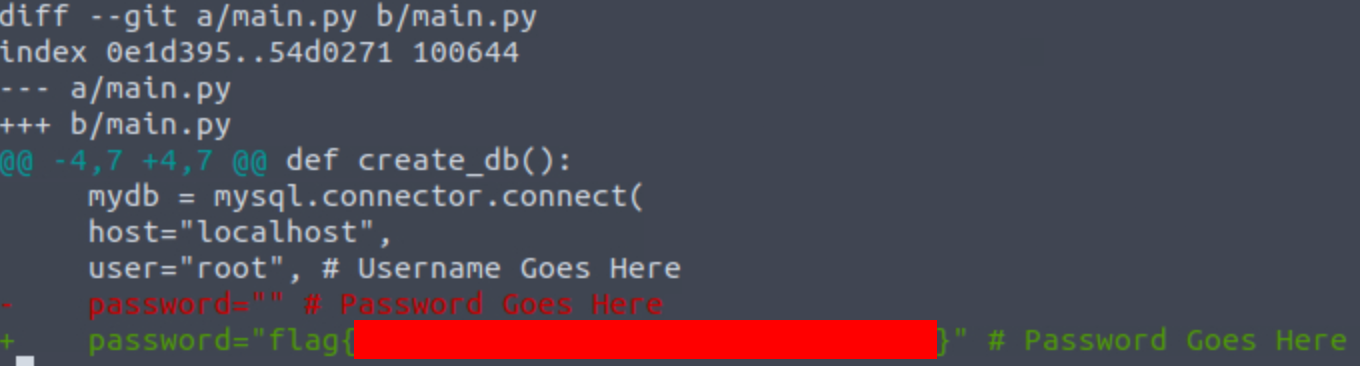 diff --git a/main.py b/main.py
index 0e1d395..54d0271 100644
--- a/main.py
+++ b/main.py
@@ -4,7 +4,7 @@ def create_db():
     mydb = mysql.connector.connect(
     host="localhost",
     user="root", # Username Goes Here
-    password="" # Password Goes Here
+    password="flag{}" # Password Goes Here